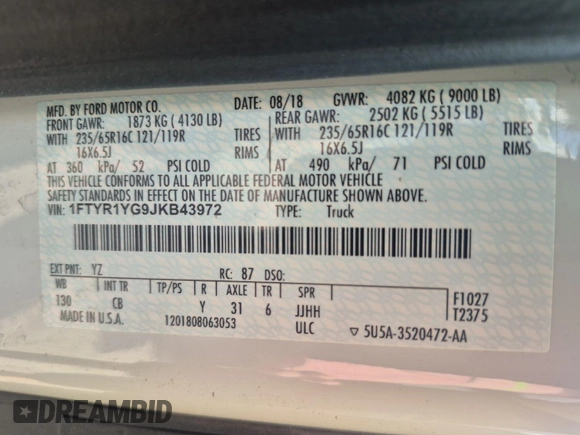 MFD. BY FORD MOTOR CO. DATE: 08/18 GVWR: 4082 KG ( 9000 LB)
FRONT GAWR: 1873 KG ( 4130 LB) REAR GAWR: 2502 KG ( 5515 LB)
WITH 235/65R16C 121/119R TIRES 235/65R16C 121/119R TIRES
16X6.5J RIMS 16X6.5J RIMS
AT 360 kPa/ 52 PSI COLD AT 490 kPa/ 71 PSI COLD
THIS VEHICLE CONFORMS TO ALL APPLICABLE FEDERAL MOTOR VEHICLE
SAFETY STANDARDS IN EFFECT ON THE DATE OF MANUFACTURE SHOWN ABOVE.
VIN: 1FTYR1YG9JKB43972 TYPE: Truck
EXT PNT: YZ RC: 87 DSO:
WB INT TR TP/PS R AXLE TR SPR F1027
130 CB Y 31 6 JJHH T2375
MADE IN U.S.A. 1201808063053 ULC ▽ 5U5A-3520472-AA
DREAMBID